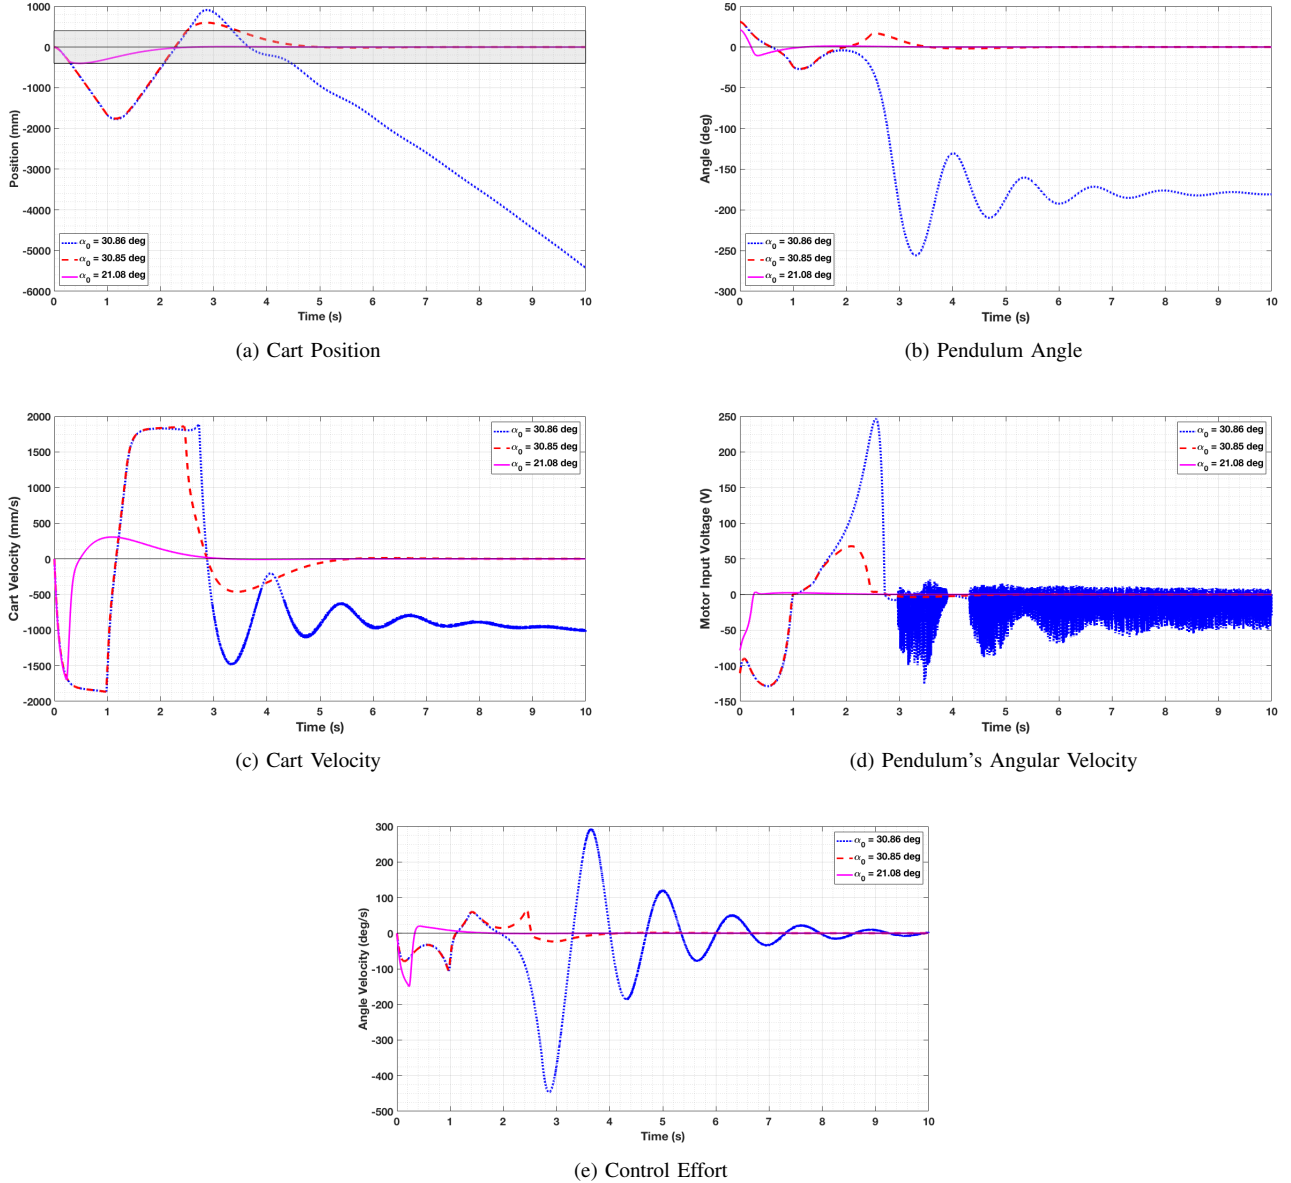 1000
0
-1000
-2000
-3000
-4000
-5000
-6000
Position (mm)
α0 = 30.86 deg
α0 = 30.85 deg
α0 = 21.08 deg
0 1 2 3 4 5 6 7 8 9 10
Time (s)
(a) Cart Position
50
0
-50
-100
-150
-200
-250
-300
Angle (deg)
α0 = 30.86 deg
α0 = 30.85 deg
α0 = 21.08 deg
0 1 2 3 4 5 6 7 8 9 10
Time (s)
(b) Pendulum Angle
2000
1500
1000
500
0
-500
-1000
-1500
-2000
Cart Velocity (mm/s)
α0 = 30.86 deg
α0 = 30.85 deg
α0 = 21.08 deg
0 1 2 3 4 5 6 7 8 9 10
Time (s)
(c) Cart Velocity
250
200
150
100
50
0
-50
-100
-150
Motor Input Voltage (V)
α0 = 30.86 deg
α0 = 30.85 deg
α0 = 21.08 deg
0 1 2 3 4 5 6 7 8 9 10
Time (s)
(d) Pendulum's Angular Velocity
300
200
100
0
-100
-200
-300
-400
-500
Angle Velocity (deg/s)
α0 = 30.86 deg
α0 = 30.85 deg
α0 = 21.08 deg
0 1 2 3 4 5 6 7 8 9 10
Time (s)
(e) Control Effort